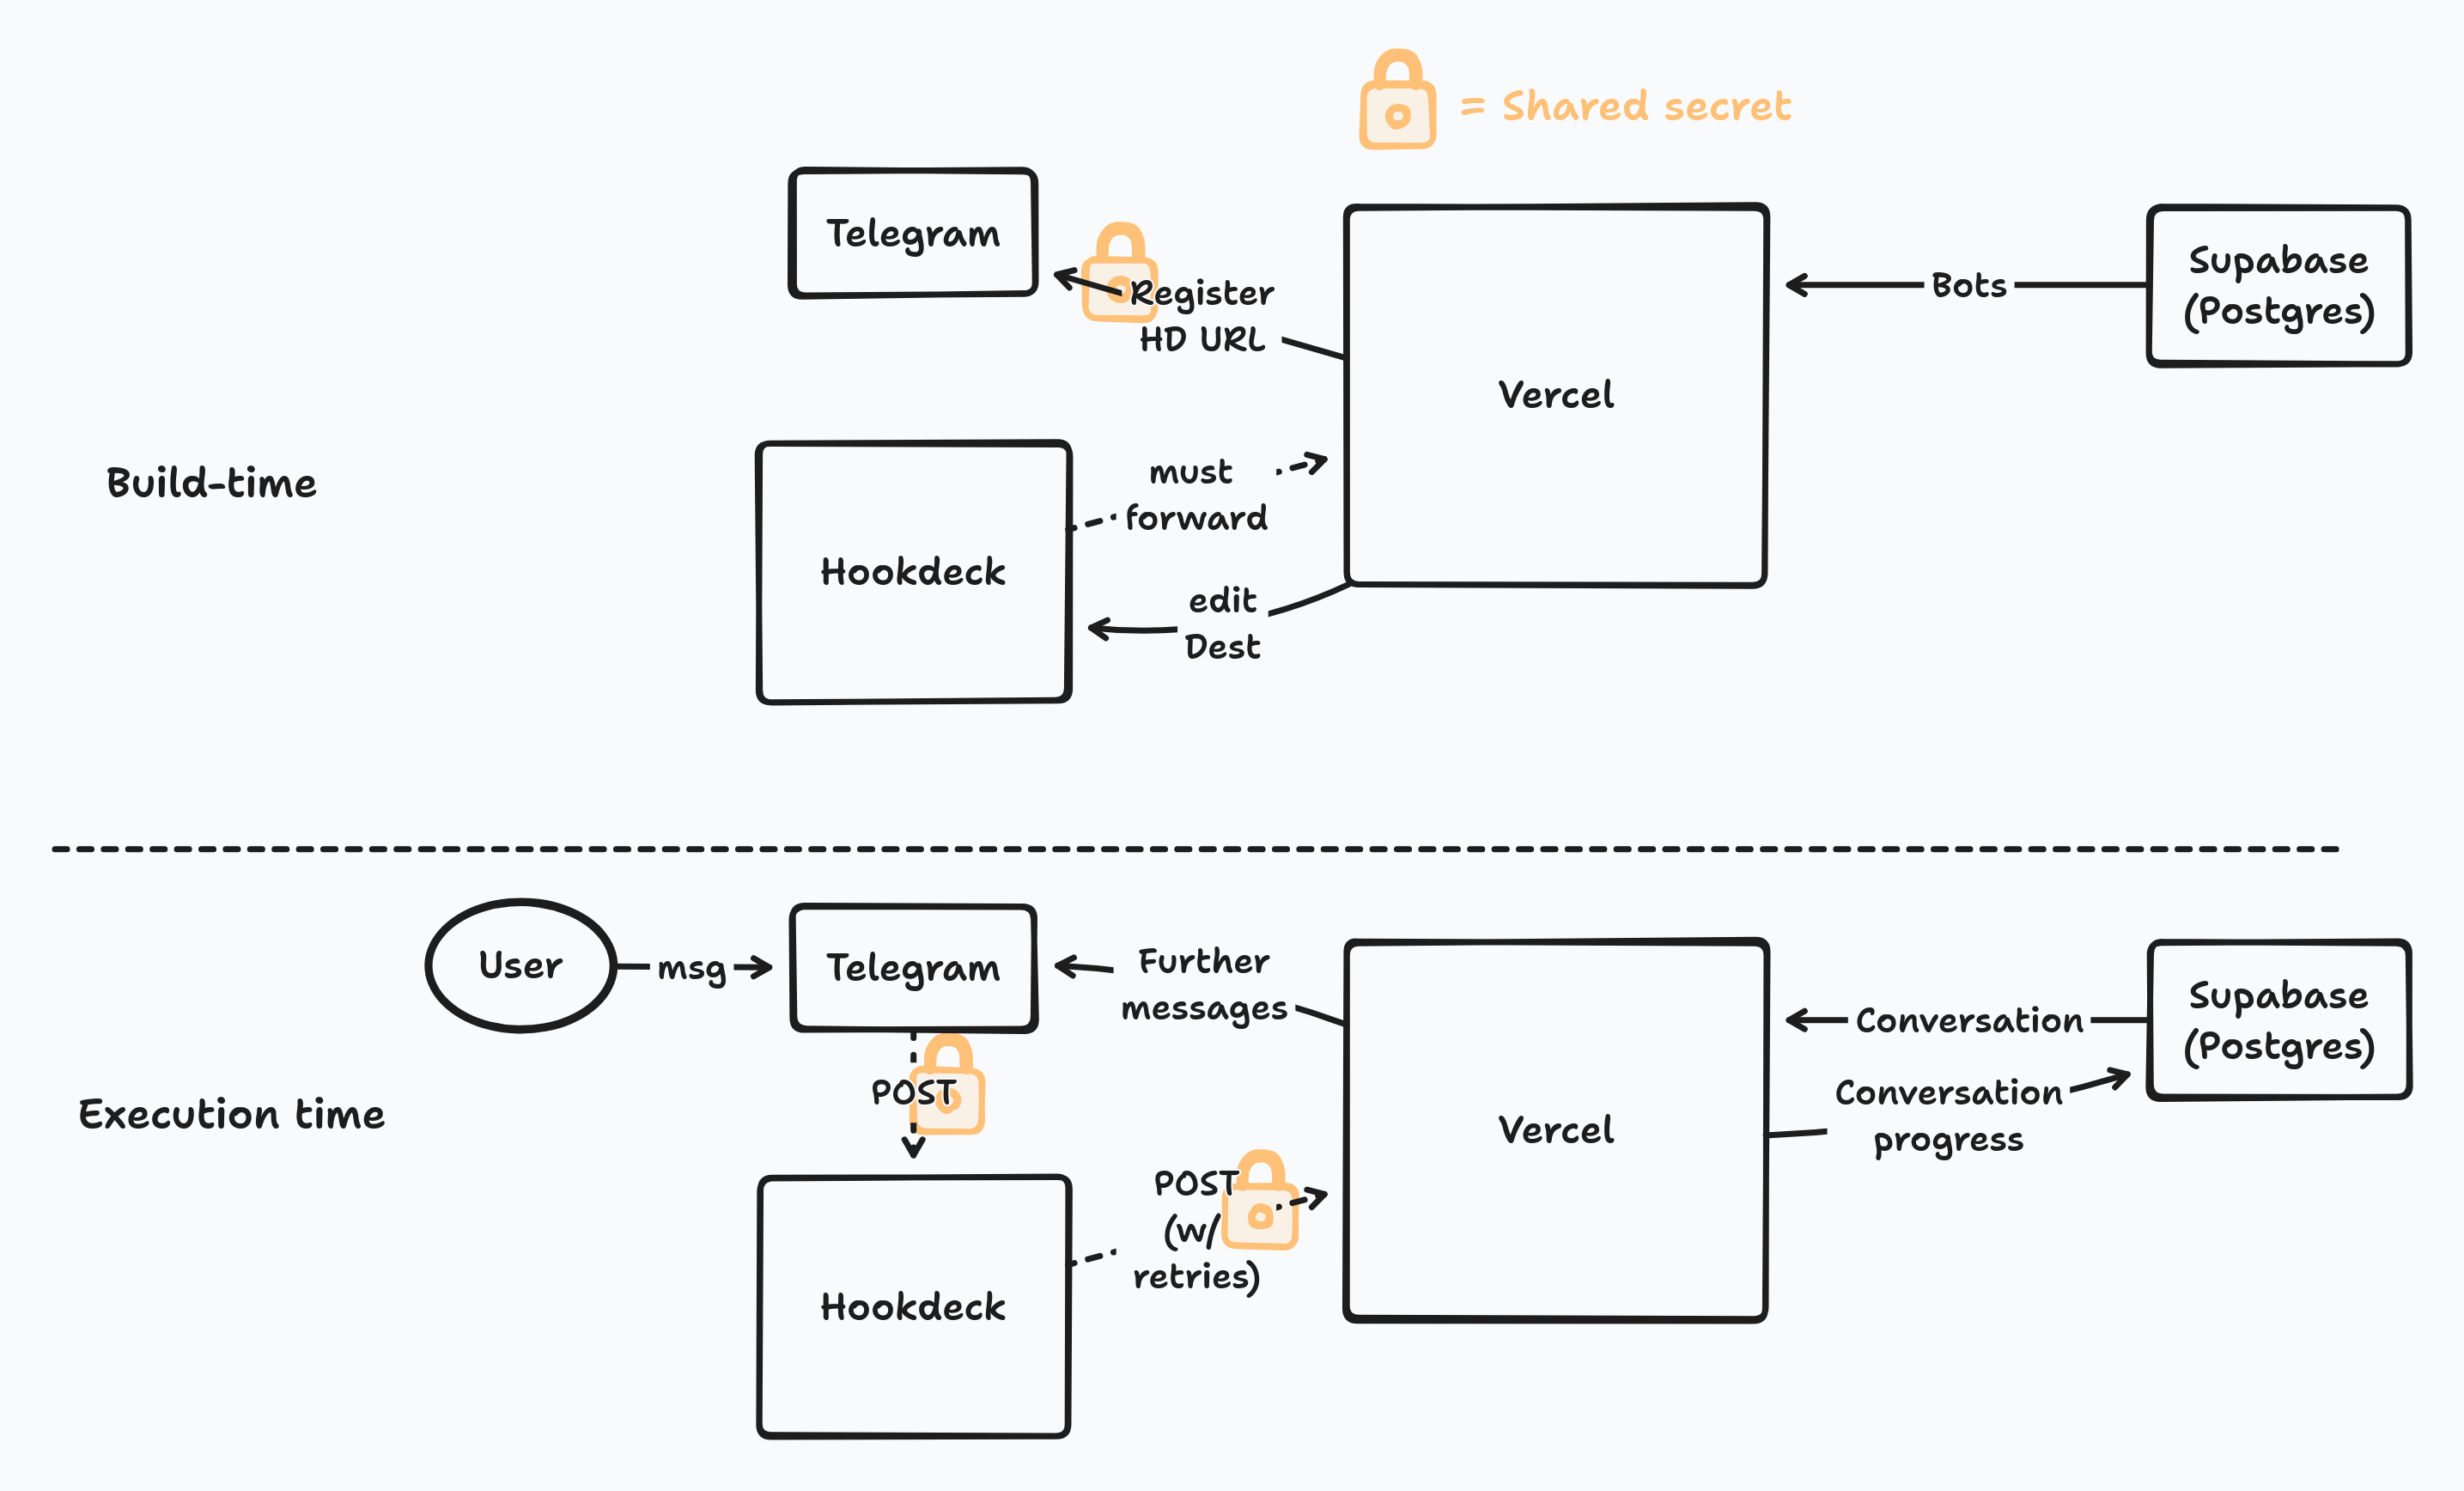 = Shared secret
Telegram
Register
HD URL
Vercel
Bots
Supabase
(Postgres)
Build-time
Hookdeck
must
forward
edit
Dest
User
msg
Telegram
Further
messages
Vercel
Conversation
Supabase
(Postgres)
Conversation
progress
Execution time
POST
Hookdeck
POST
(w/
retries)